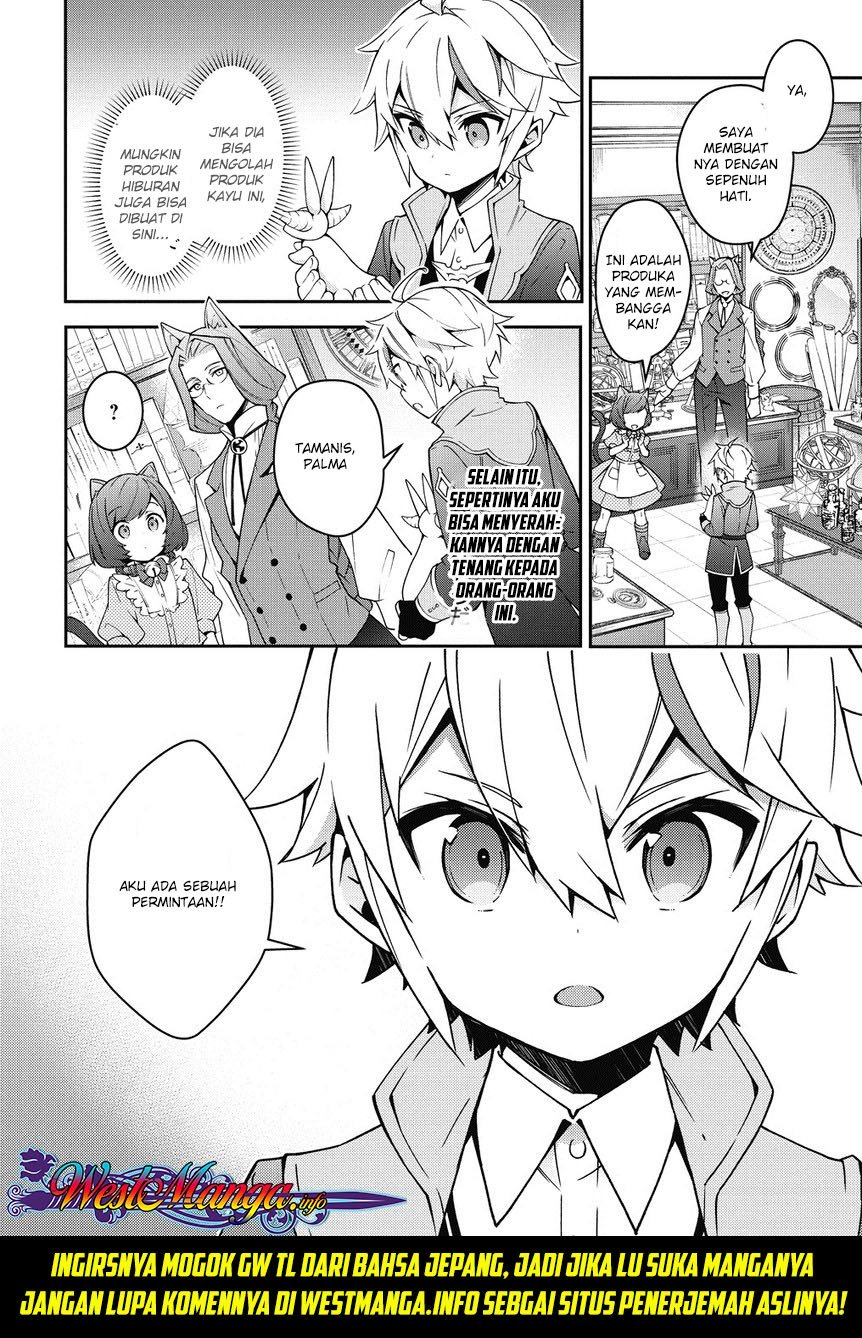 YA,
SAYA
MEMBUAT
NYA DENGAN
SEPENUH
HATI.
INI ADALAH
PRODUKA
YANG MEM-
BANGGA
KAN!
JIKA DIA
BISA
MENGOLAH
PRODUK
KAYU INI,
MUNGKIN
PRODUK
HIBURAN
JUGA BISA
DIBUAT DI
SINI...
TAMANIS,
PALMA
SELAIN ITU,
SEPERTINYA AKU
BISA MENYERAH-
KANNYA DENGAN
TENANG KEPADA
ORANG-ORANG
INI.
?
AKU ADA SEBUAH
PERMINTAAN!!
WestManga.info
INGIRSNYA MOGOK GW TL DARI BAHSA JEPANG, JADI JIKA LU SUKA MANGANYA
JANGAN LUPA KOMENNYA DI WESTMANGA.INFO SEBGAI SITUS PENERJEMAH ASLINYA!